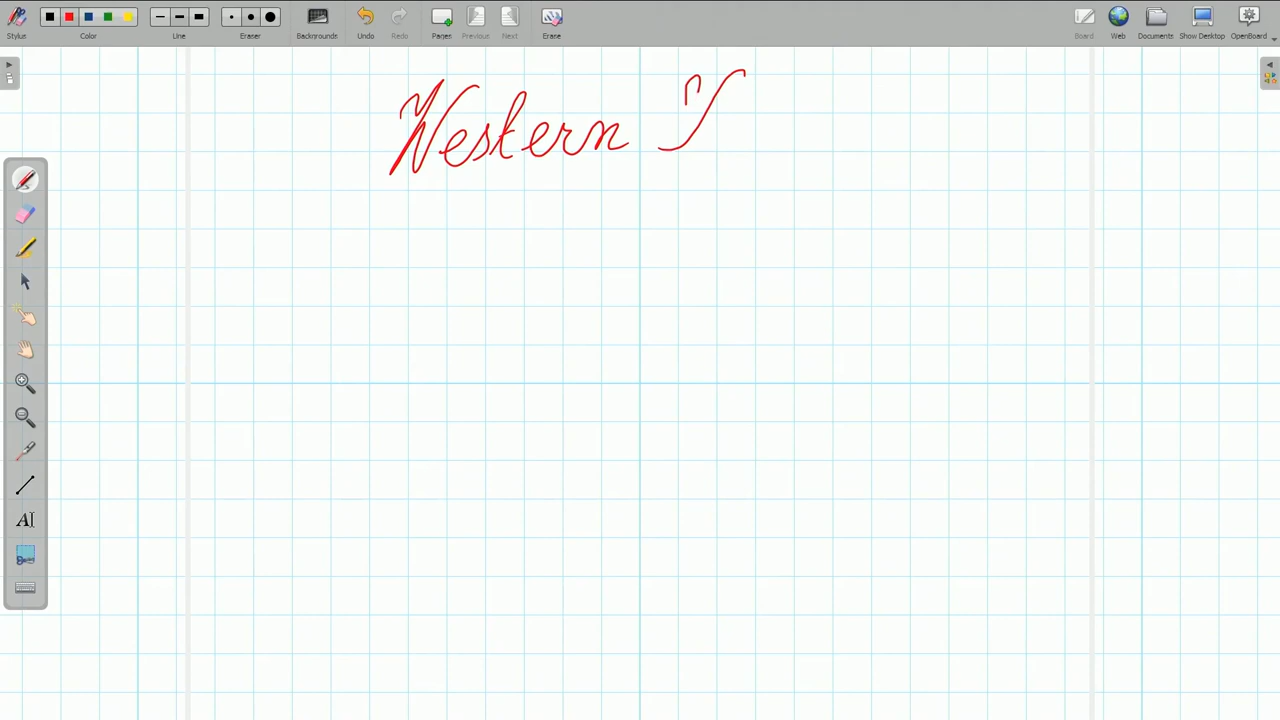 Stylus
Color
Line
Eraser
Backgrounds
Undo
Redo
Pages
Previous
Next
Erase
Board
Web
Documents
Show Desktop
OpenBoard
Western